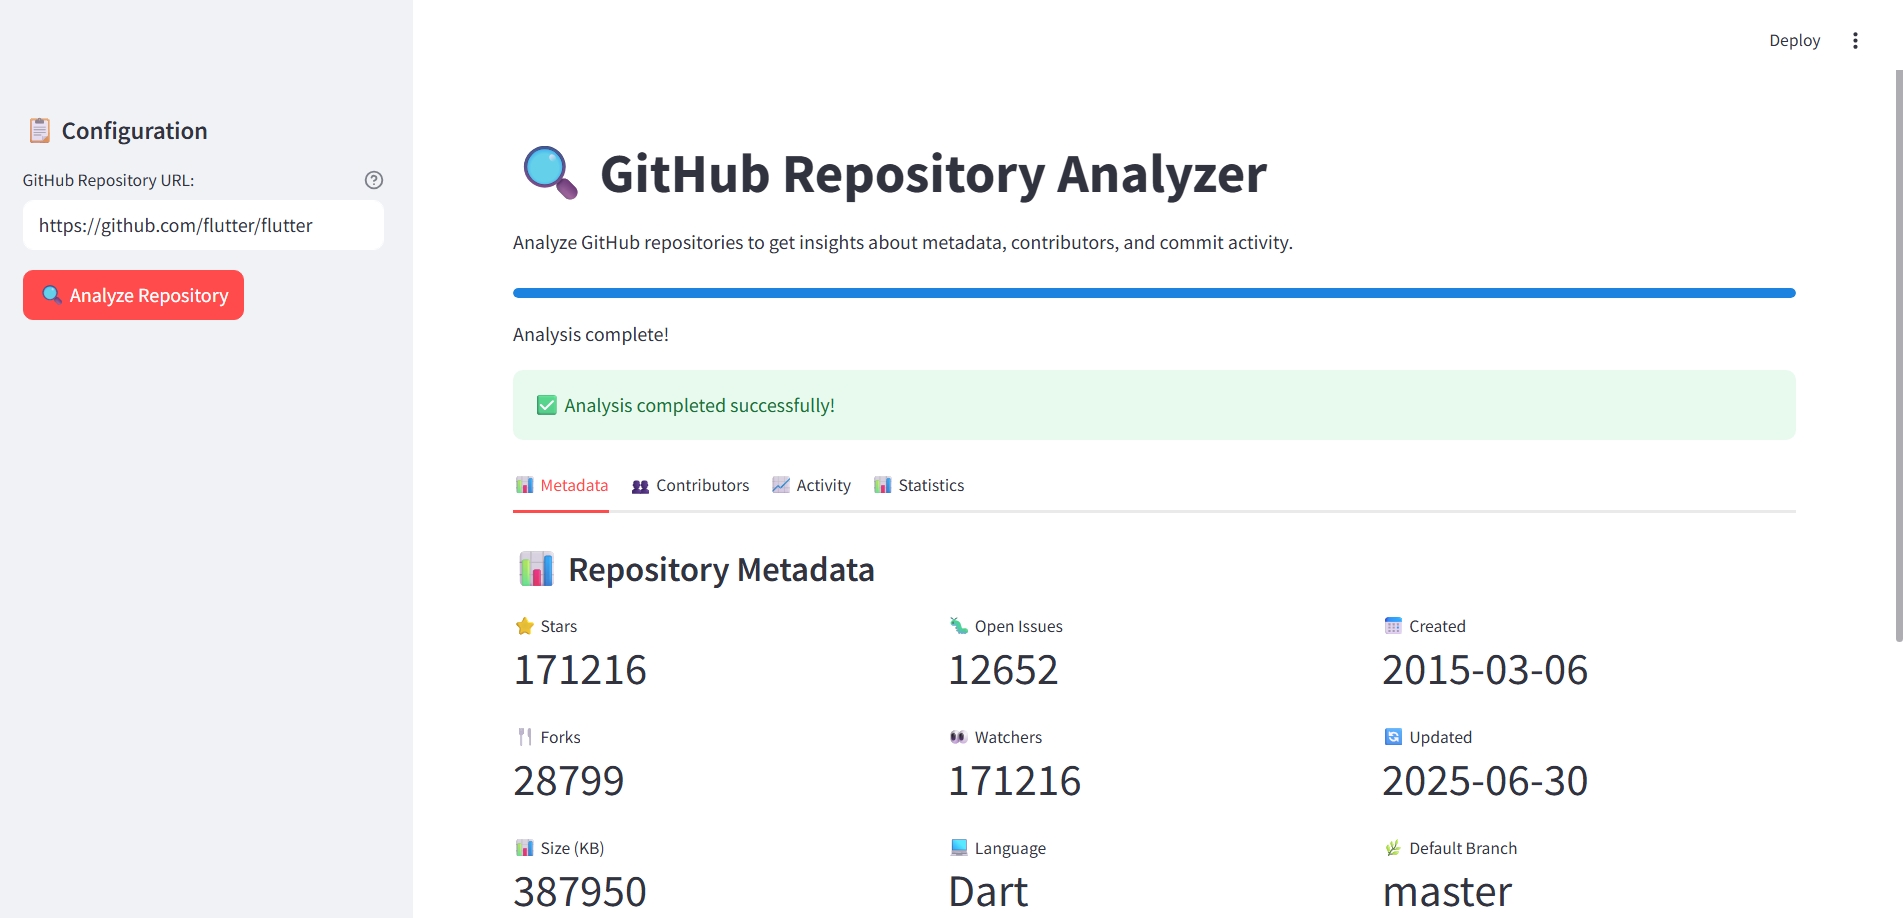 Deploy
Configuration
GitHub Repository URL:
https://github.com/flutter/flutter
Analyze Repository
GitHub Repository Analyzer
Analyze GitHub repositories to get insights about metadata, contributors, and commit activity.
Analysis complete!
Analysis completed successfully!
Metadata Contributors Activity Statistics
Repository Metadata
Stars Open Issues Created
171216 12652 2015-03-06
Forks Watchers Updated
28799 171216 2025-06-30
Size (KB) Language Default Branch
387950 Dart master